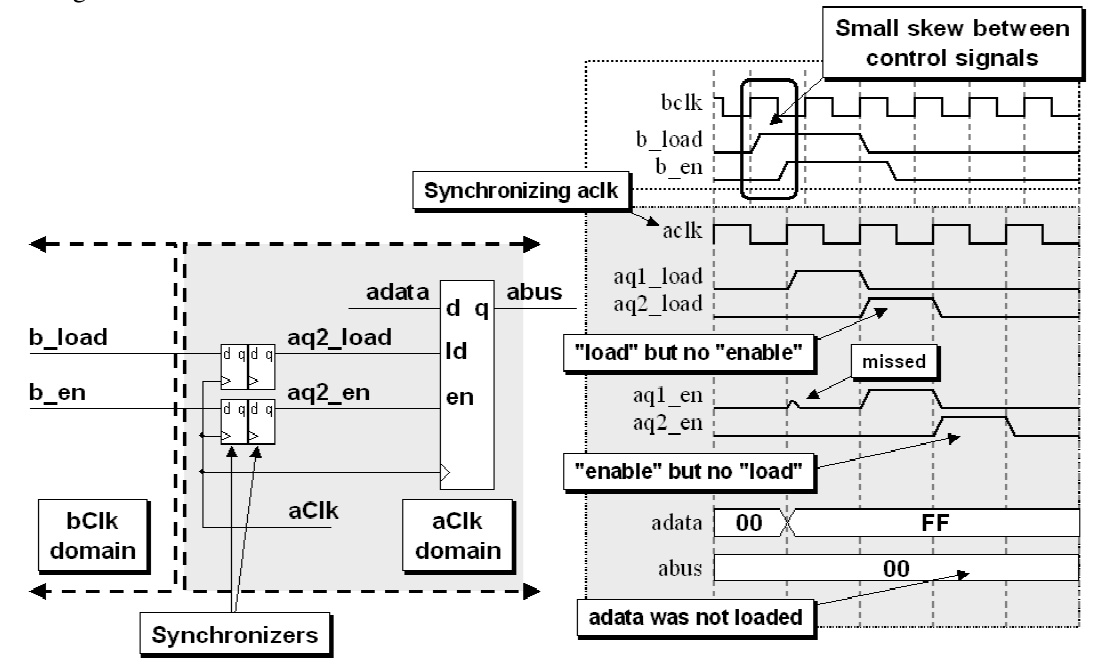 Small skew between
control signals
bclk
b_load
b_en
Synchronizing aclk
aclk
aq1_load
aq2_load
"load" but no "enable"
missed
aq1_en
aq2_en
"enable" but no "load"
adata
00
FF
abus
00
adata was not loaded
adata
d q
abus
b_load
d q d q
aq2_load
ld
b_en
d q d q
aq2_en
en
aClk
bClk
domain
aClk
domain
Synchronizers